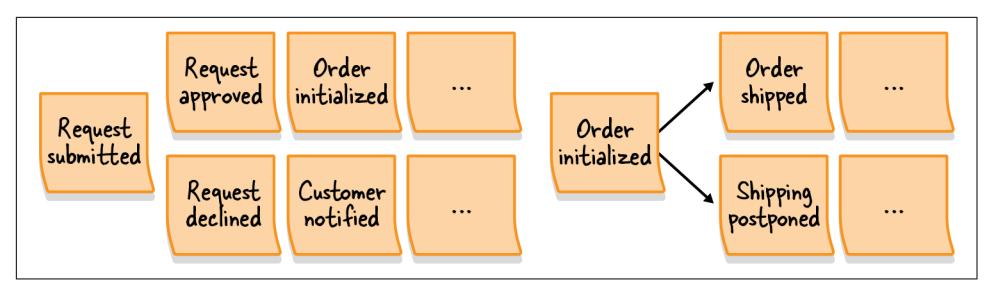 Request
submitted
Request
approved
Order
initialized
...
Request
declined
Customer
notified
...
Order
initialized
Order
shipped
...
Shipping
postponed
...